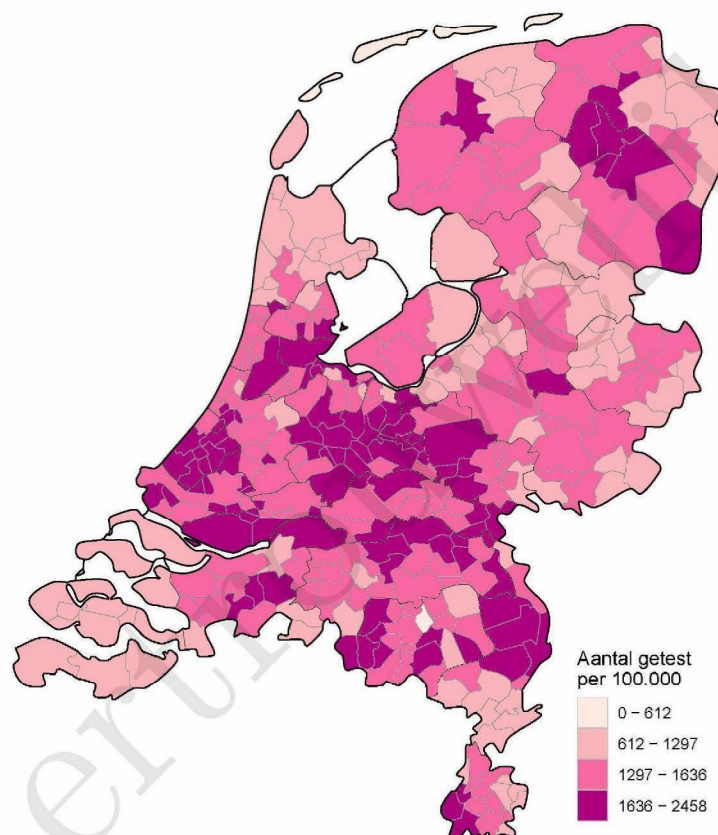 Aantal getest
per 100.000
0 – 612
612 – 1297
1297 – 1636
1636 – 2458